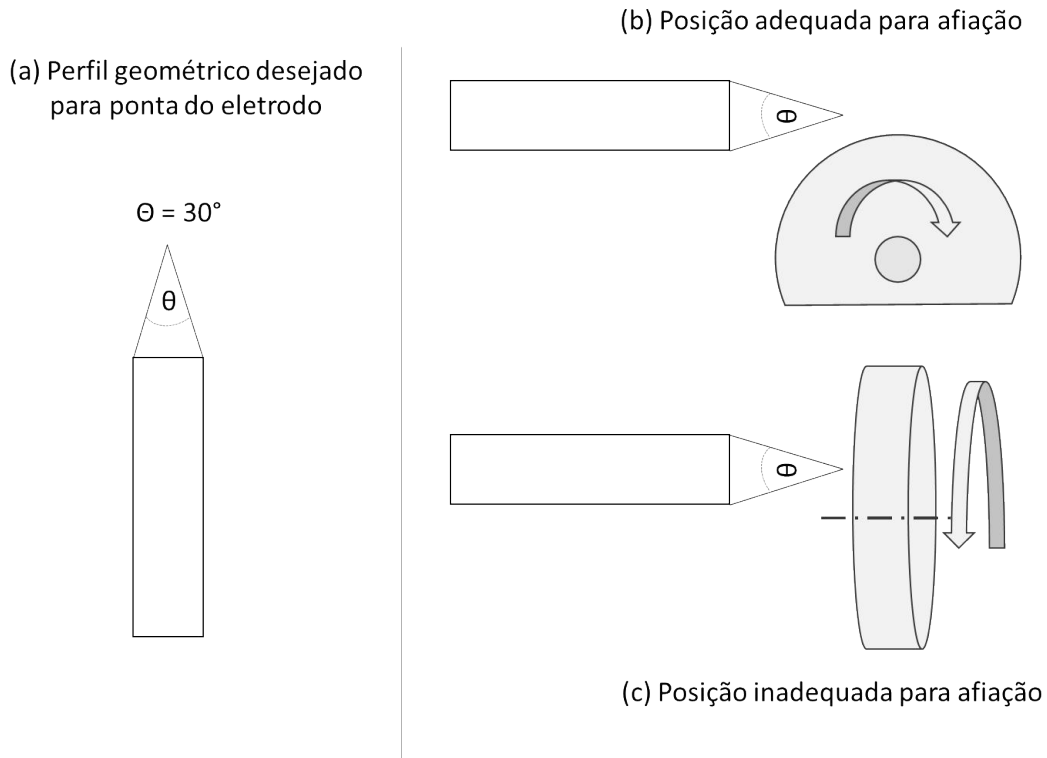 (a) Perfil geométrico desejado
para ponta do eletrodo
Θ = 30°
θ
(b) Posição adequada para afiação
θ
θ
(c) Posição inadequada para afiação